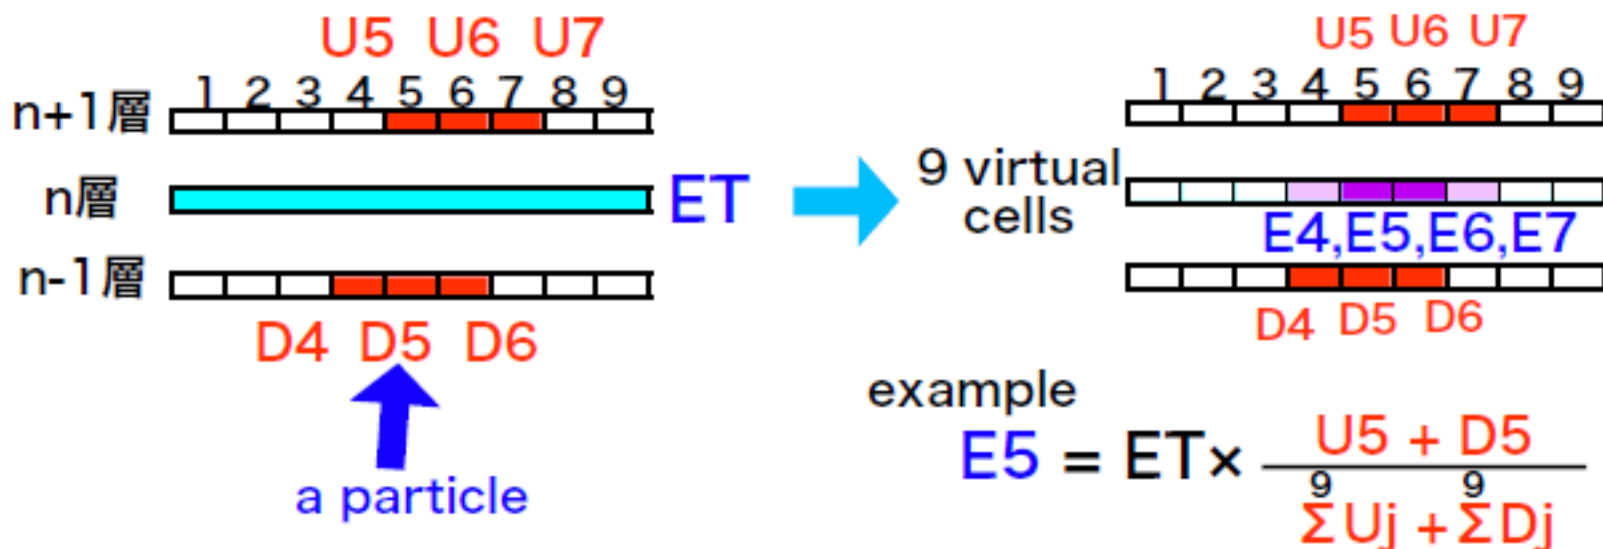 U5 U6 U7
1 2 3 4 5 6 7 8 9
n+1層
n層
ET
n-1層
D4 D5 D6
a particle
U5 U6 U7
1 2 3 4 5 6 7 8 9
9 virtual
cells
E4,E5,E6,E7
D4 D5 D6
example
E5 = ET×
U5 + D5
9 9
ΣUj + ΣDj